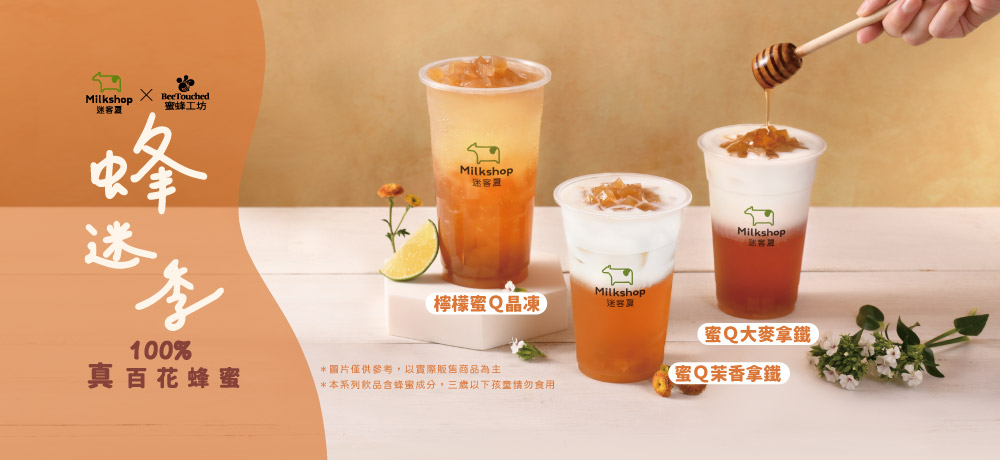 Milkshop
迷客夏
×
BeeTouched
蜜蜂工坊
蜂迷季
100%
真百花蜂蜜
Milkshop
迷客夏
檸檬蜜Q晶凍
Milkshop
迷客夏
蜜Q茉香拿鐵
Milkshop
迷客夏
蜜Q大麥拿鐵
＊圖片僅供參考，以實際販售商品為主
＊本系列飲品含蜂蜜成分，三歲以下孩童請勿食用